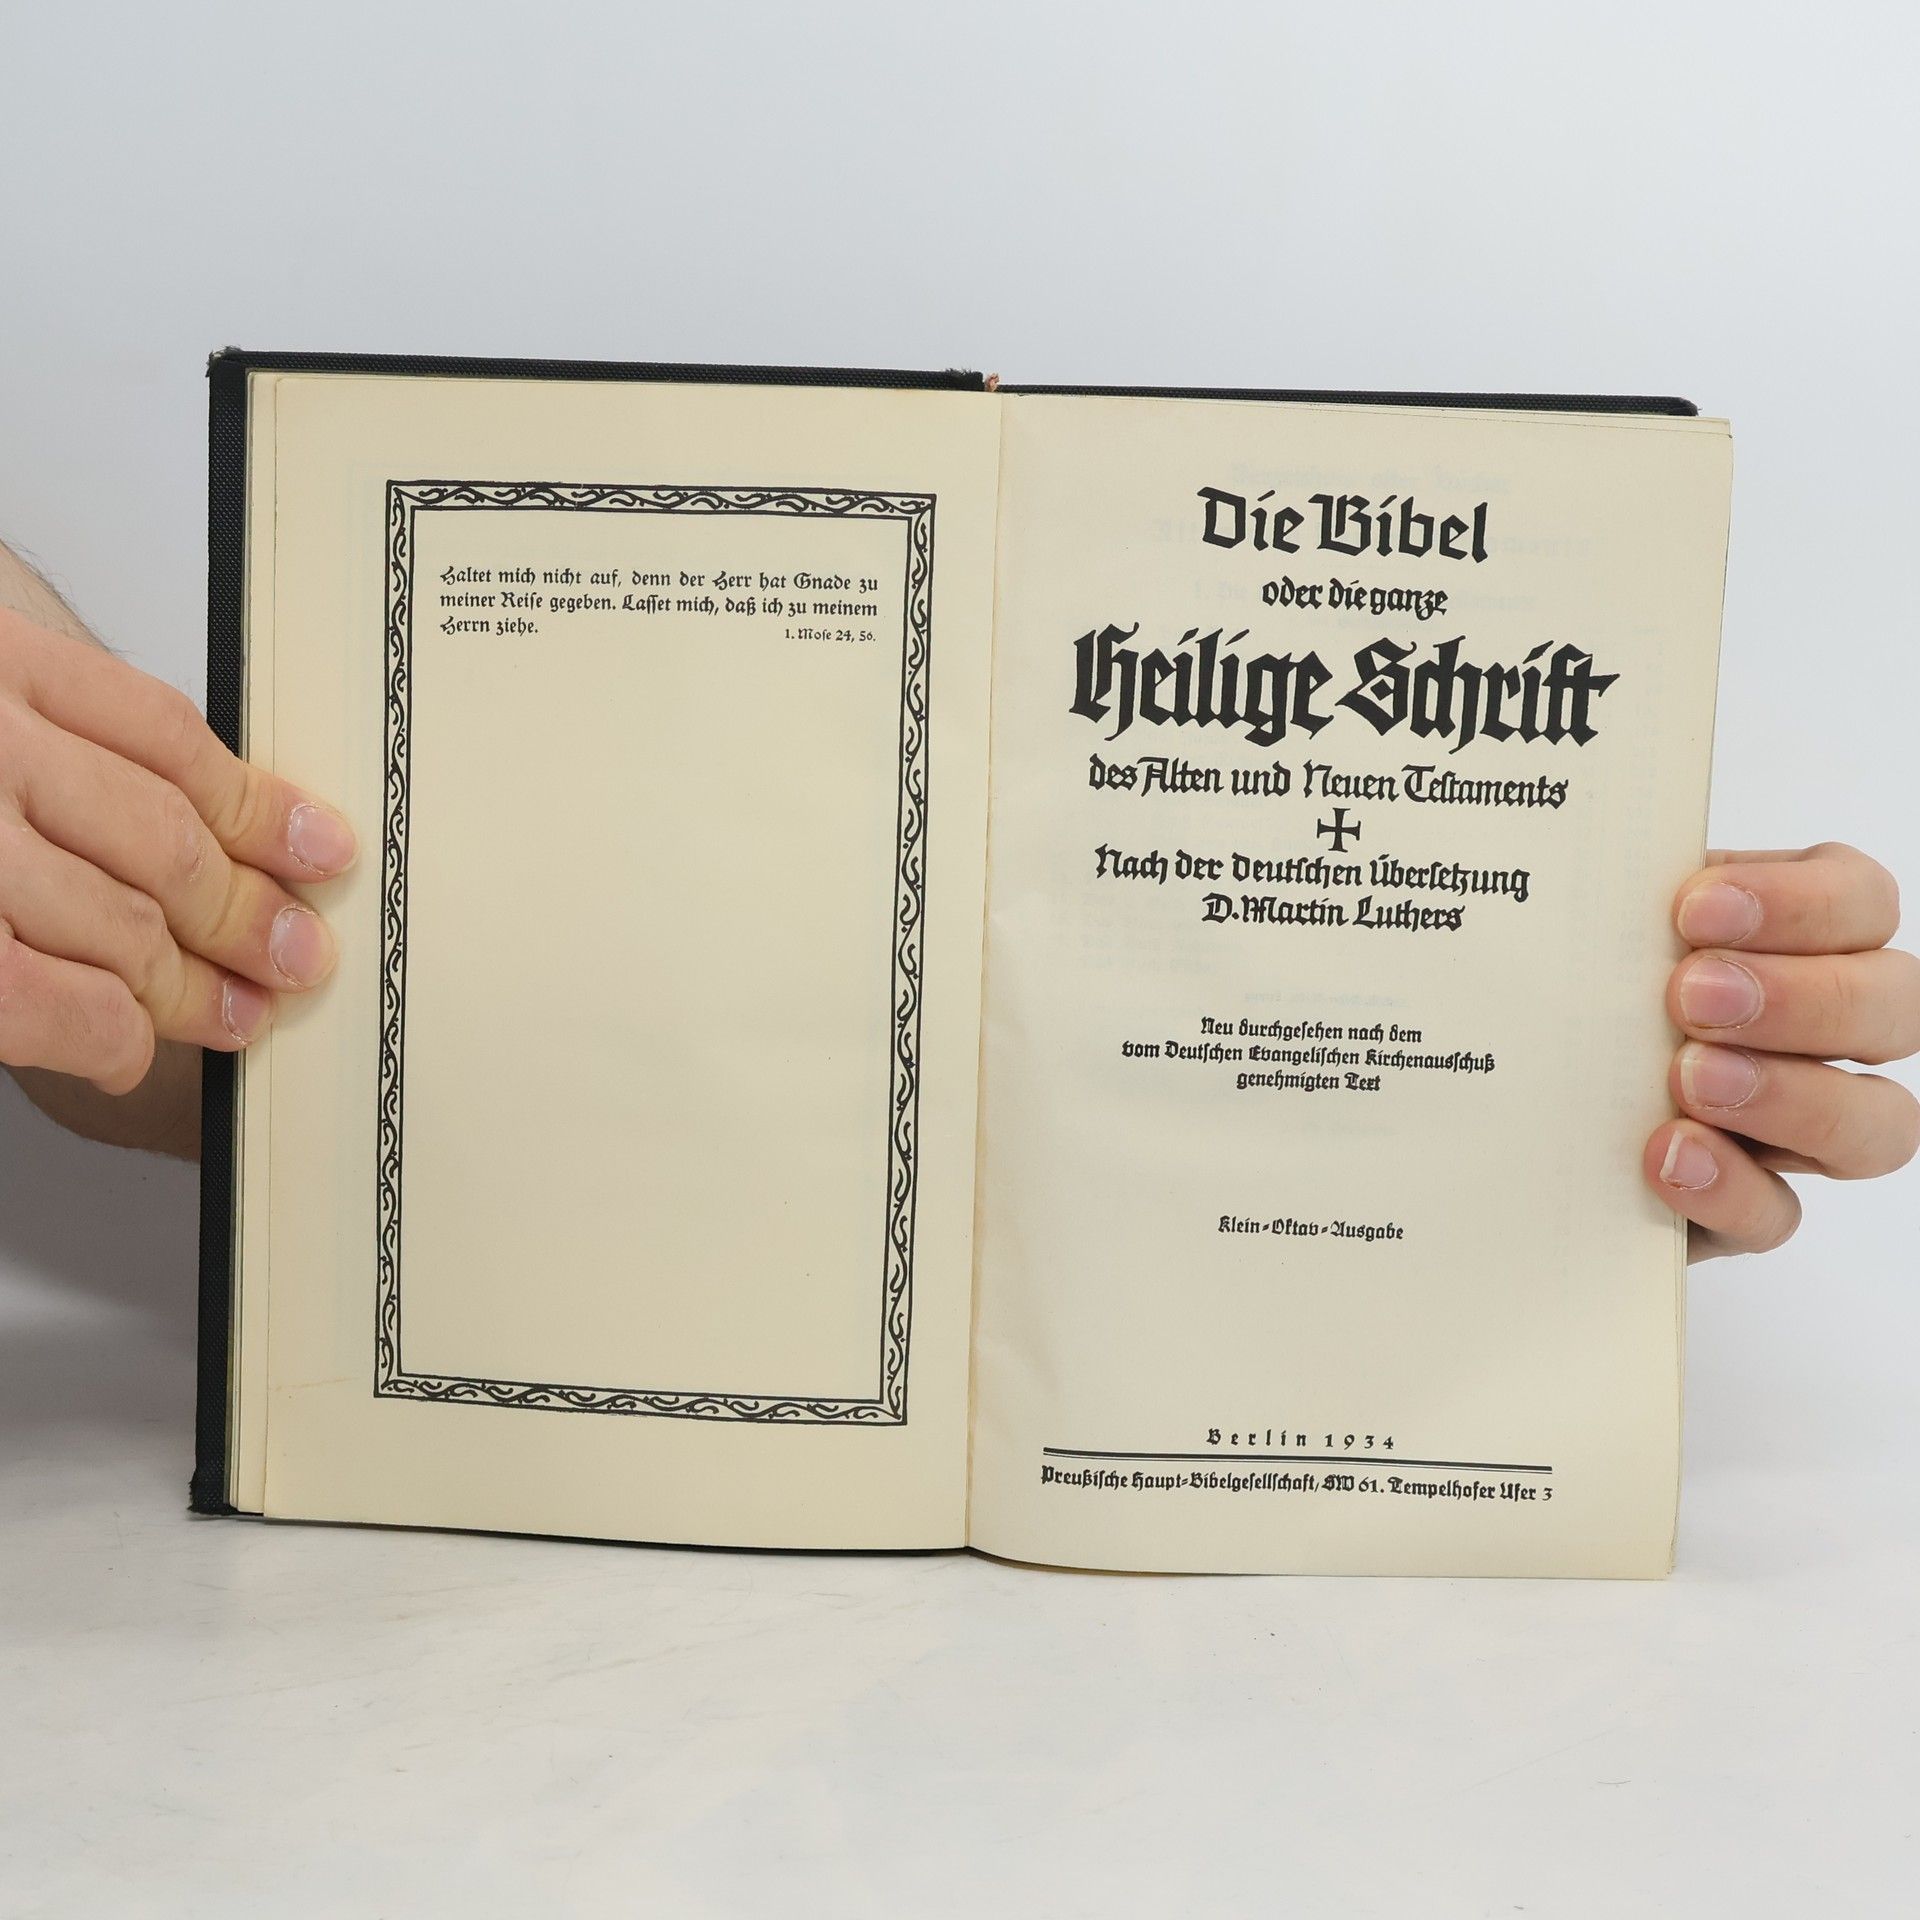 Haltet mich nicht auf, denn der Herr hat Gnade zu
meiner Reise gegeben. Lasset mich, daß ich zu meinem
Herrn ziehe.
1. Mose 24, 56.
Die Bibel
oder die ganze
Heilige Schrift
des Alten und Neuen Testaments
Nach der deutschen Übersetzung
D. Martin Luthers
Neu durchgesehen nach dem
vom Deutschen Evangelischen Kirchenausschuß
genehmigten Text
Klein-Oktav-Ausgabe
Berlin 1934
Preußische Haupt-Bibelgesellschaft, SW 61. Tempelhofer Ufer 3